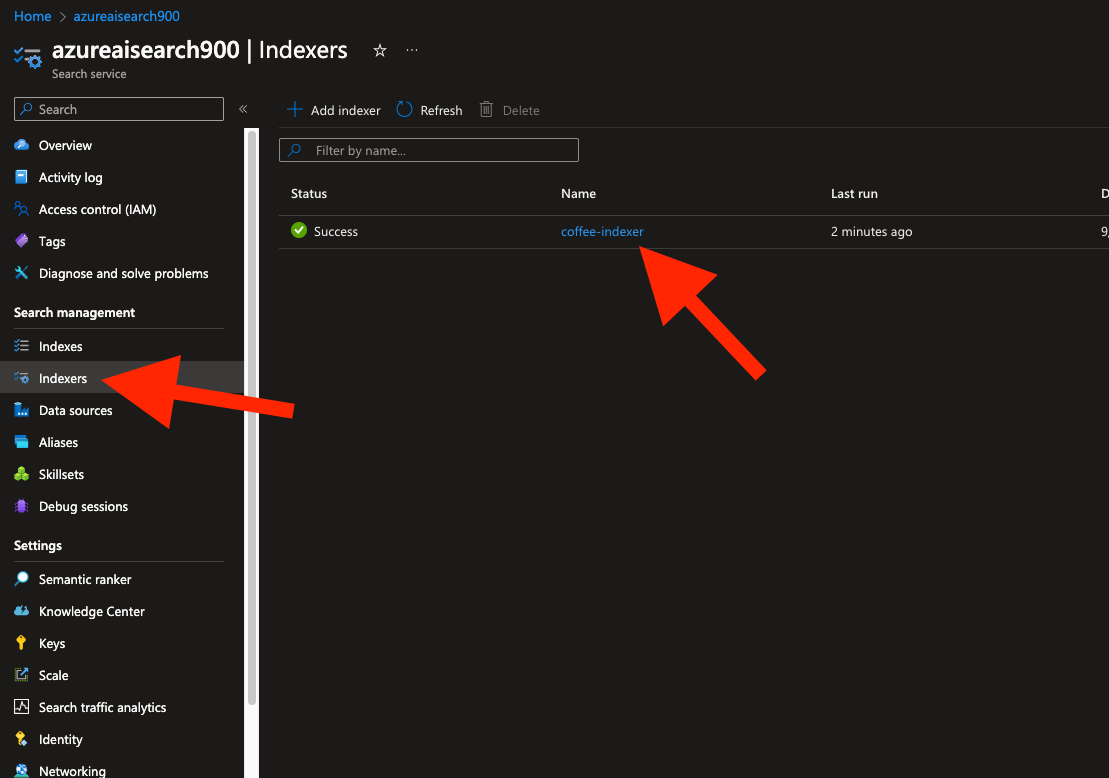 Home > azureaisearch900
azureaisearch900 | Indexers
Search service
Search
Add indexer Refresh Delete
Filter by name...
Overview
Activity log
Access control (IAM)
Tags
Diagnose and solve problems
Search management
Indexes
Indexers
Data sources
Aliases
Skillsets
Debug sessions
Settings
Semantic ranker
Knowledge Center
Keys
Scale
Search traffic analytics
Identity
Networking
Status Name Last run D
Success coffee-indexer 2 minutes ago 9,